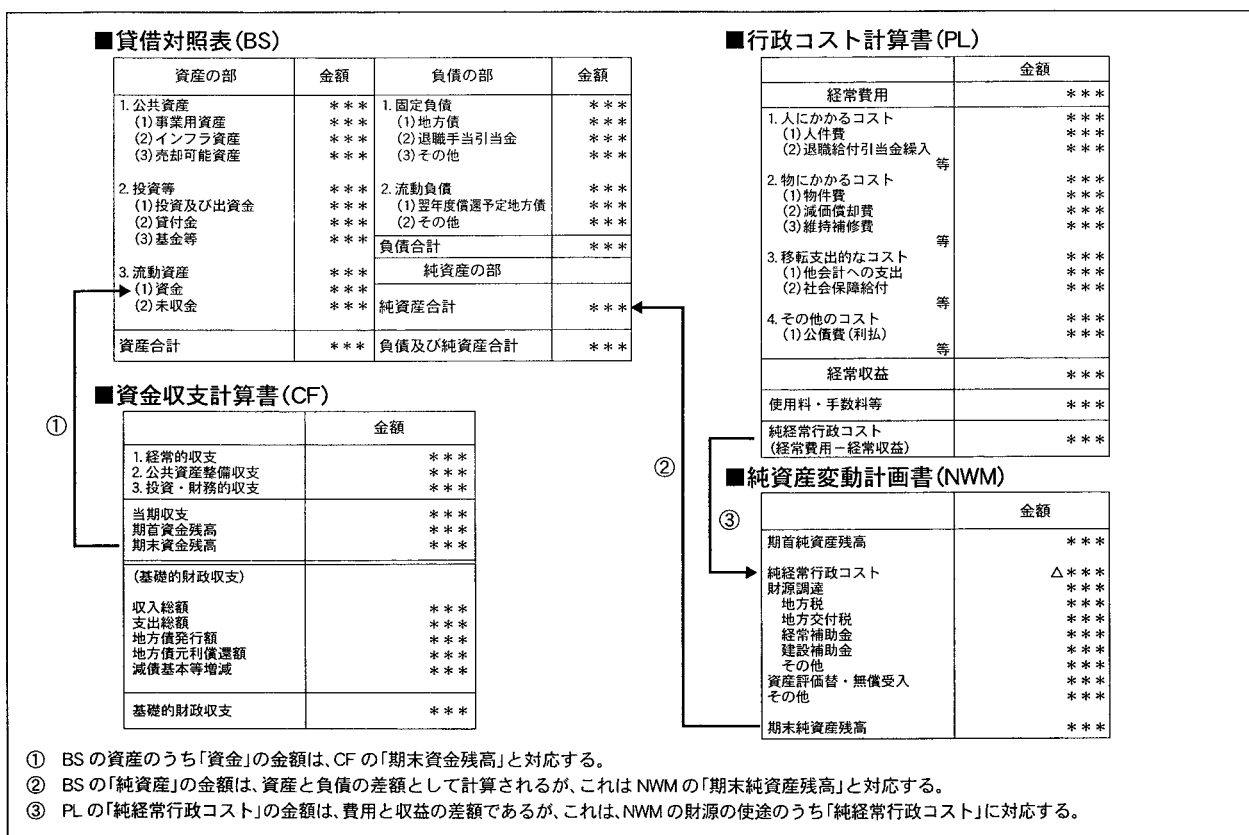 ■貸借対照表(BS)
資産の部 金額 負債の部 金額
1.公共資産 *** 1.固定負債 ***
(1)事業用資産 *** (1)地方債 ***
(2)インフラ資産 *** (2)退職手当引当金 ***
(3)売却可能資産 *** (3)その他 ***
2.投資等 *** 2.流動負債 ***
(1)投資及び出資金 *** (1)翌年度償還予定地方債 ***
(2)貸付金 *** (2)その他 ***
(3)基金等 *** 負債合計 ***
3.流動資産 *** 純資産の部
(1)資金 ***
(2)未収金 *** 純資産合計 ***
資産合計 *** 負債及び純資産合計 ***
■資金収支計算書(CF)
金額
1.経常的収支 ***
2.公共資産整備収支 ***
3.投資・財務的収支 ***
当期収支 ***
期首資金残高 ***
期末資金残高 ***
(基礎的財政収支)
収入総額 ***
支出総額 ***
地方債発行額 ***
地方債元利償還額 ***
減債基本等増減 ***
基礎的財政収支 ***
①
②
■行政コスト計算書(PL)
金額
経常費用 ***
1.人にかかるコスト ***
(1)人件費 ***
(2)退職給付引当金繰入 ***
等
2.物にかかるコスト ***
(1)物件費 ***
(2)減価償却費 ***
(3)維持補修費 ***
等
3.移転支出的なコスト ***
(1)他会計への支出 ***
(2)社会保障給付 ***
等
4.その他のコスト ***
(1)公債費(利払) ***
等
経常収益 ***
使用料・手数料等 ***
純経常行政コスト
(経常費用－経常収益) ***
■純資産変動計画書(NWM)
③
金額
期首純資産残高 ***
純経常行政コスト △***
財源調達 ***
地方税 ***
地方交付税 ***
経常補助金 ***
建設補助金 ***
その他 ***
資産評価替・無償受入 ***
その他 ***
期末純資産残高 ***
① BSの資産のうち「資金」の金額は、CFの「期末資金残高」と対応する。
② BSの「純資産」の金額は、資産と負債の差額として計算されるが、これはNWMの「期末純資産残高」と対応する。
③ PLの「純経常行政コスト」の金額は、費用と収益の差額であるが、これは、NWMの財源の使途のうち「純経常行政コスト」に対応する。